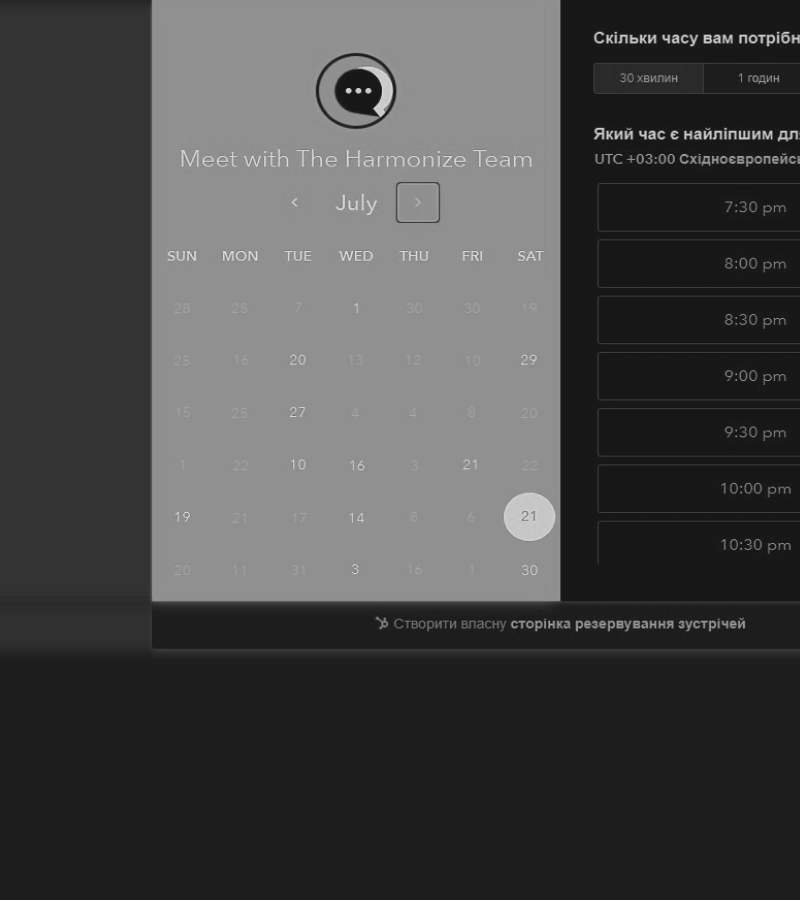 Meet with The Harmonize Team
July
SUN MON TUE WED THU FRI SAT
28 25 7 1 30 30 19
25 16 20 13 12 10 29
15 25 27 4 4 8 20
1 22 10 16 3 21 22
19 21 17 14 8 6 21
20 11 31 3 16 1 30
Скільки часу вам потрібн
30 хвилин 1 годин
Який час є найліпшим дл
UTC +03:00 Східноєвропейсь
7:30 pm
8:00 pm
8:30 pm
9:00 pm
9:30 pm
10:00 pm
10:30 pm
Створити власну сторінка резервування зустрічей